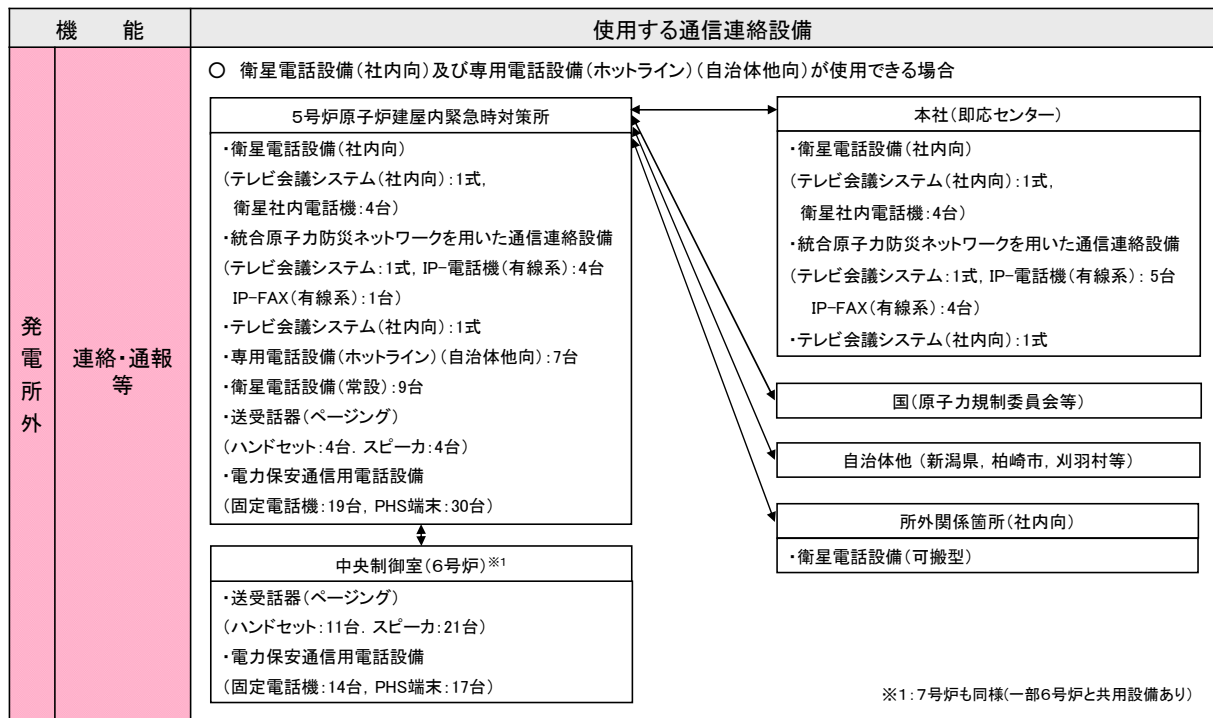 機　能
使用する通信連絡設備
発電所外
連絡・通報等
○ 衛星電話設備(社内向)及び専用電話設備(ホットライン)(自治体他向)が使用できる場合
5号炉原子炉建屋内緊急時対策所
・衛星電話設備(社内向)
(テレビ会議システム(社内向):1式,
衛星社内電話機:4台)
・統合原子力防災ネットワークを用いた通信連絡設備
(テレビ会議システム:1式, IP-電話機(有線系):4台
IP-FAX(有線系):1台)
・テレビ会議システム(社内向):1式
・専用電話設備(ホットライン)(自治体他向):7台
・衛星電話設備(常設):9台
・送受話器(ページング)
(ハンドセット:4台. スピーカ:4台)
・電力保安通信用電話設備
(固定電話機:19台, PHS端末:30台)
中央制御室(6号炉)※1
・送受話器(ページング)
(ハンドセット:11台. スピーカ:21台)
・電力保安通信用電話設備
(固定電話機:14台, PHS端末:17台)
本社(即応センター)
・衛星電話設備(社内向)
(テレビ会議システム(社内向):1式,
衛星社内電話機:4台)
・統合原子力防災ネットワークを用いた通信連絡設備
(テレビ会議システム:1式, IP-電話機(有線系): 5台
IP-FAX(有線系):4台)
・テレビ会議システム(社内向):1式
国(原子力規制委員会等)
自治体他 (新潟県, 柏崎市, 刈羽村等)
所外関係箇所(社内向)
・衛星電話設備(可搬型)
※1:7号炉も同様(一部6号炉と共用設備あり)